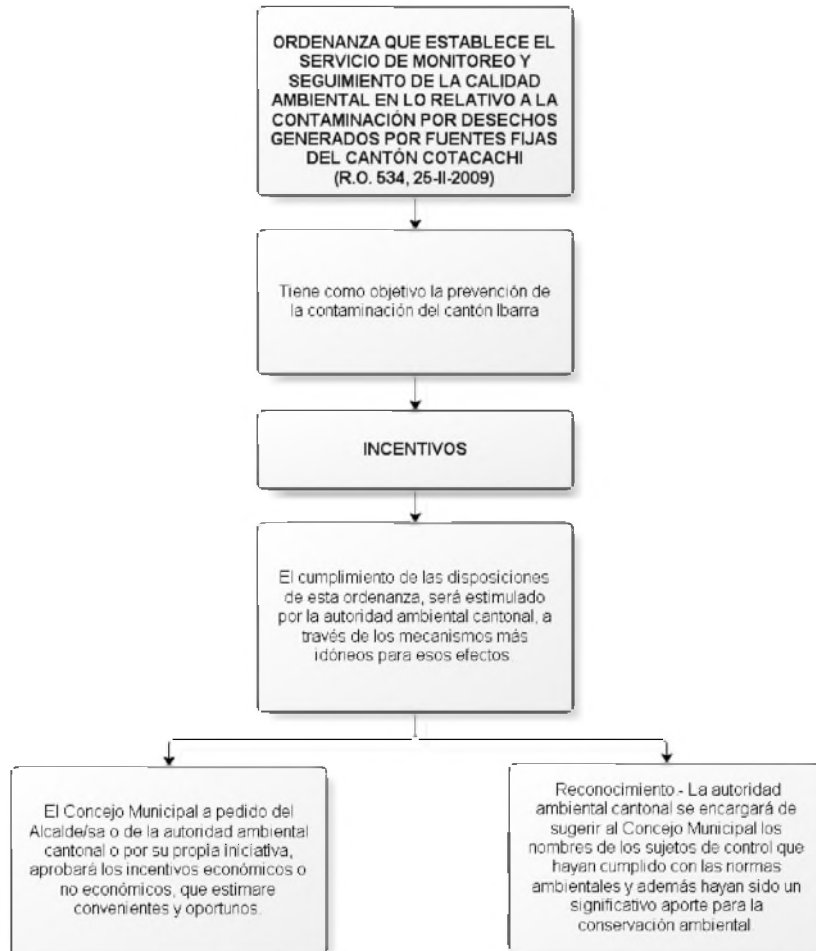 ORDENANZA QUE ESTABLECE EL
SERVICIO DE MONITOREO Y
SEGUIMIENTO DE LA CALIDAD
AMBIENTAL EN LO RELATIVO A LA
CONTAMINACIÓN POR DESECHOS
GENERADOS POR FUENTES FIJAS
DEL CANTÓN COTACACHI
(R.O. 534, 25-II-2009)
Tiene como objetivo la prevención de
la contaminación del cantón Ibarra
INCENTIVOS
El cumplimiento de las disposiciones
de esta ordenanza, será estimulado
por la autoridad ambiental cantonal, a
través de los mecanismos más
idóneos para esos efectos
El Concejo Municipal a pedido del
Alcalde/sa o de la autoridad ambiental
cantonal o por su propia iniciativa,
aprobará los incentivos económicos o
no económicos, que estimare
convenientes y oportunos.
Reconocimiento.- La autoridad
ambiental cantonal se encargará de
sugerir al Concejo Municipal los
nombres de los sujetos de control que
hayan cumplido con las normas
ambientales y además hayan sido un
significativo aporte para la
conservación ambiental.